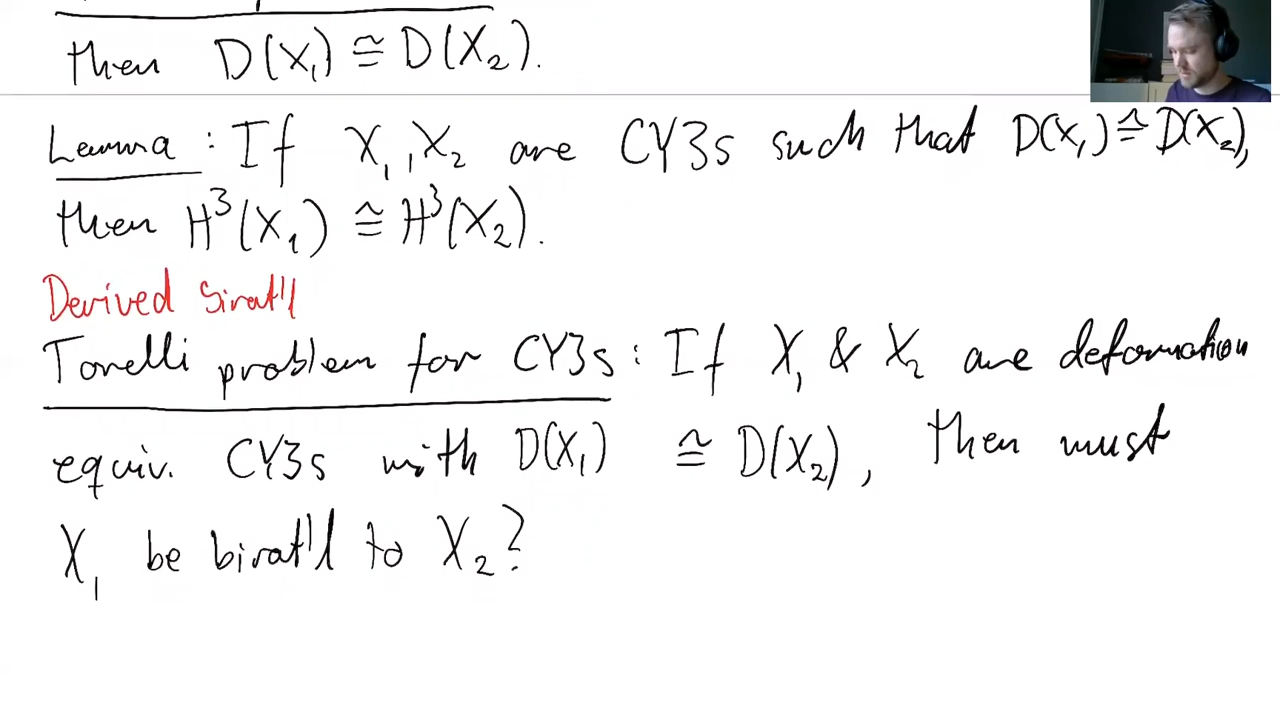 then D(X₁) ≅ D(X₂).
Lemma : If X₁, X₂ are CY3s such that D(X₁) ≅ D(X₂),
then H³(X₁) ≅ H³(X₂).
Derived birat'l
Torelli problem for CY3s : If X₁ & X₂ are deformation
equiv. CY3s with D(X₁) ≅ D(X₂), then must
X₁ be birat'l to X₂?